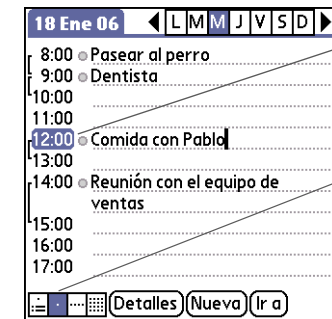 18 Ene 06 L M M J V S D
8:00 Pasear al perro
9:00 Dentista
10:00
11:00
12:00 Comida con Pablo
13:00
14:00 Reunión con el equipo de
ventas
15:00
16:00
17:00
Detalles Nueva Ir a